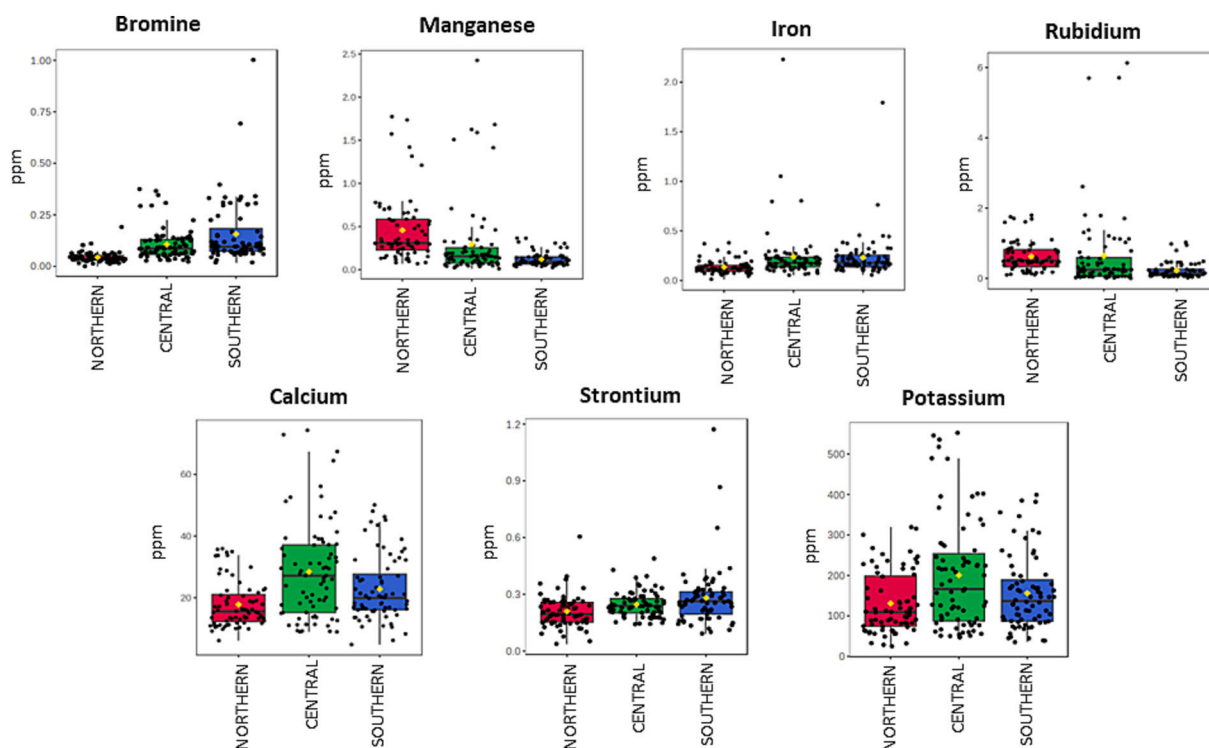 Bromine
ppm
1.00
0.75
0.50
0.25
0.00
NORTHERN
CENTRAL
SOUTHERN
Manganese
ppm
2.5
2.0
1.5
1.0
0.5
0.0
NORTHERN
CENTRAL
SOUTHERN
Iron
ppm
2.0
1.5
1.0
0.5
0.0
NORTHERN
CENTRAL
SOUTHERN
Rubidium
ppm
6
4
2
0
NORTHERN
CENTRAL
SOUTHERN
Calcium
ppm
60
40
20
NORTHERN
CENTRAL
SOUTHERN
Strontium
ppm
1.2
0.9
0.6
0.3
0.0
NORTHERN
CENTRAL
SOUTHERN
Potassium
ppm
500
400
300
200
100
0
NORTHERN
CENTRAL
SOUTHERN